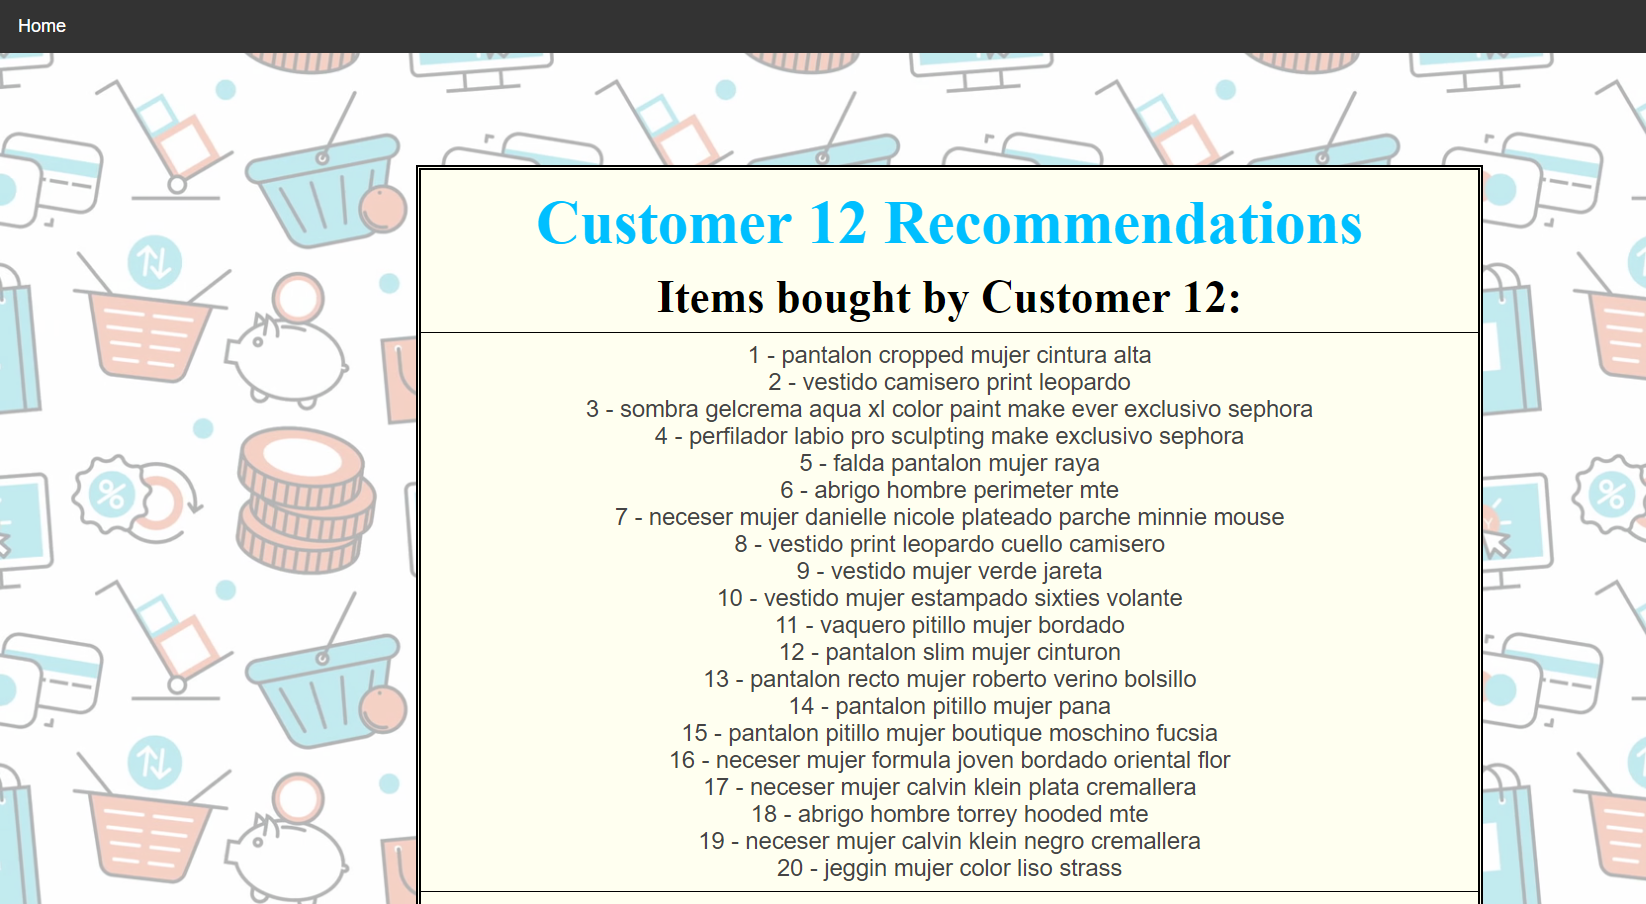 Home
Customer 12 Recommendations
Items bought by Customer 12:
1 - pantalon cropped mujer cintura alta
2 - vestido camisero print leopardo
3 - sombra gelcrema aqua xl color paint make ever exclusivo sephora
4 - perfilador labio pro sculpting make exclusivo sephora
5 - falda pantalon mujer raya
6 - abrigo hombre perimeter mte
7 - neceser mujer danielle nicole plateado parche minnie mouse
8 - vestido print leopardo cuello camisero
9 - vestido mujer verde jareta
10 - vestido mujer estampado sixties volante
11 - vaquero pitillo mujer bordado
12 - pantalon slim mujer cinturon
13 - pantalon recto mujer roberto verino bolsillo
14 - pantalon pitillo mujer pana
15 - pantalon pitillo mujer boutique moschino fucsia
16 - neceser mujer formula joven bordado oriental flor
17 - neceser mujer calvin klein plata cremallera
18 - abrigo hombre torrey hooded mte
19 - neceser mujer calvin klein negro cremallera
20 - jeggin mujer color liso strass